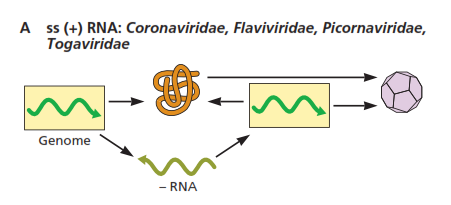 A ss (+) RNA: Coronaviridae, Flaviviridae, Picornaviridae,
Togaviridae
Genome
– RNA